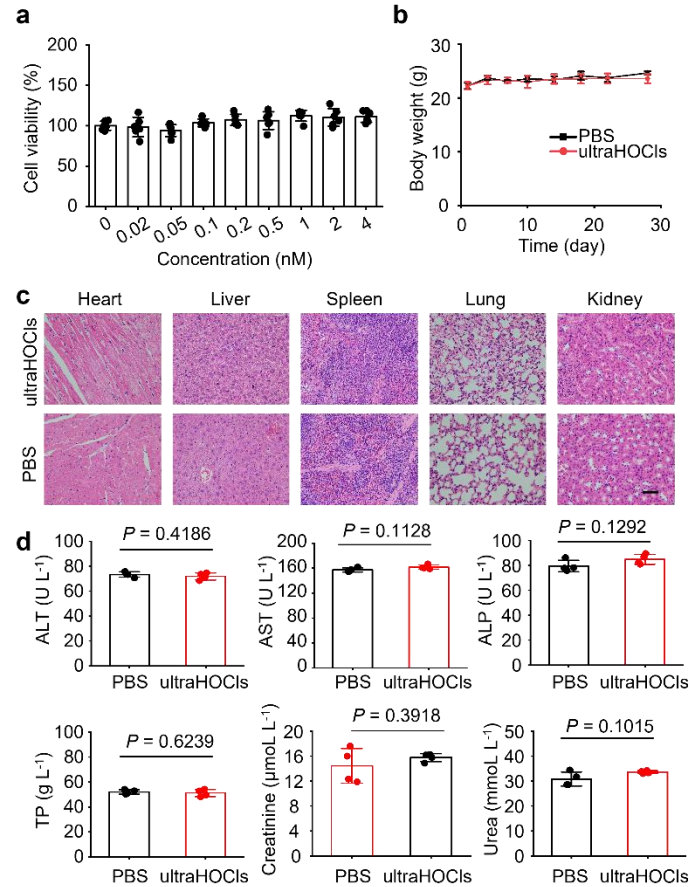 a
200
150
100
50
0
Cell viability (%)
0 0.02 0.05 0.1 0.2 0.5 1 2 4
Concentration (nM)
b
30
20
10
0
Body weight (g)
PBS
ultraHOCls
0 10 20 30
Time (day)
c
Heart Liver Spleen Lung Kidney
ultraHOCls
PBS
d
P = 0.4186
100
80
60
40
20
0
ALT (U L⁻¹)
PBS ultraHOCls
P = 0.1128
200
160
120
80
40
0
AST (U L⁻¹)
PBS ultraHOCls
P = 0.1292
100
80
60
40
20
0
ALP (U L⁻¹)
PBS ultraHOCls
P = 0.6239
100
80
60
40
20
0
TP (g L⁻¹)
PBS ultraHOCls
P = 0.3918
20
16
12
8
4
0
Creatinine (μmoL L⁻¹)
PBS ultraHOCls
P = 0.1015
50
40
30
20
10
0
Urea (mmoL L⁻¹)
PBS ultraHOCls